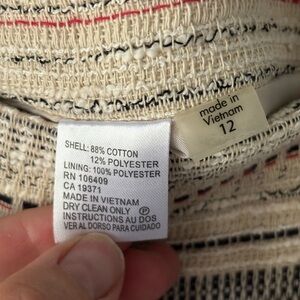 SHELL: 88% COTTON
12% POLYESTER
LINING: 100% POLYESTER
RN 106409
CA 19371
MADE IN VIETNAM
DRY CLEAN ONLY Ⓟ
INSTRUCTIONS AU DOS
VER AL DORSO PARA CUIDADO
made in
Vietnam
12